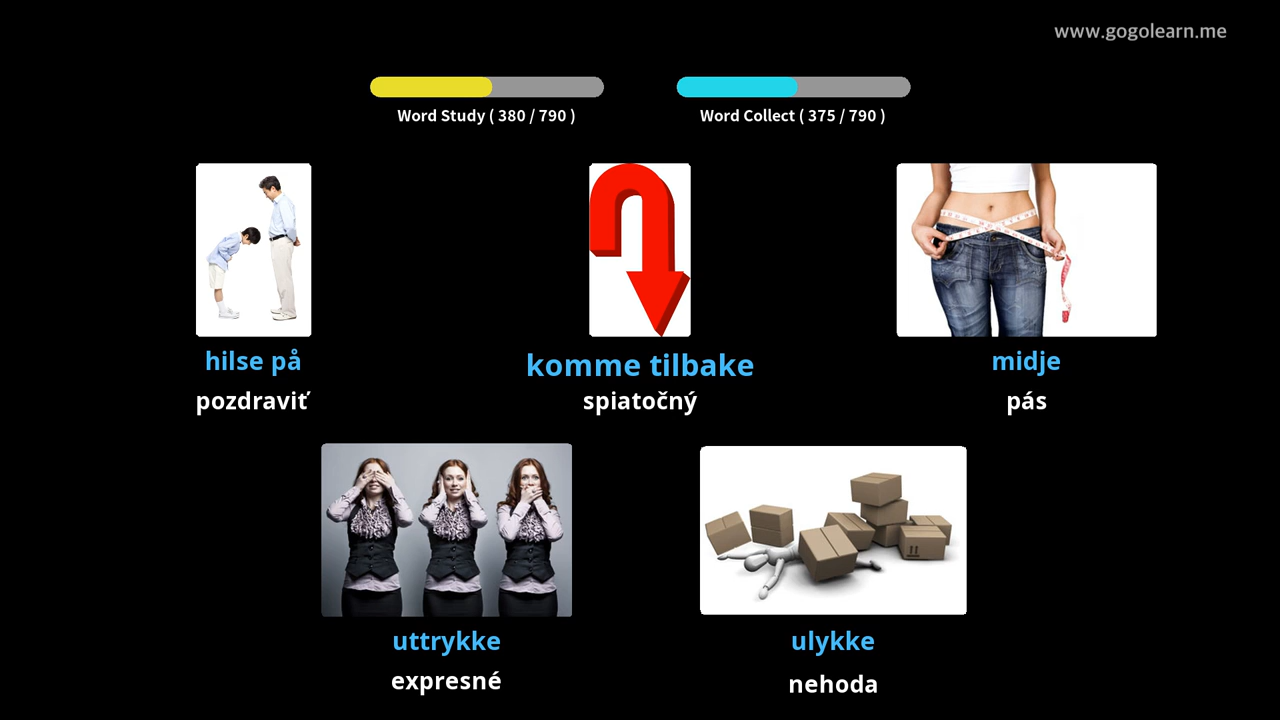 www.gogolearn.me
Word Study ( 380 / 790 )
Word Collect ( 375 / 790 )
hilse på
pozdraviť
komme tilbake
spiatočný
midje
pás
uttrykke
expresné
ulykke
nehoda